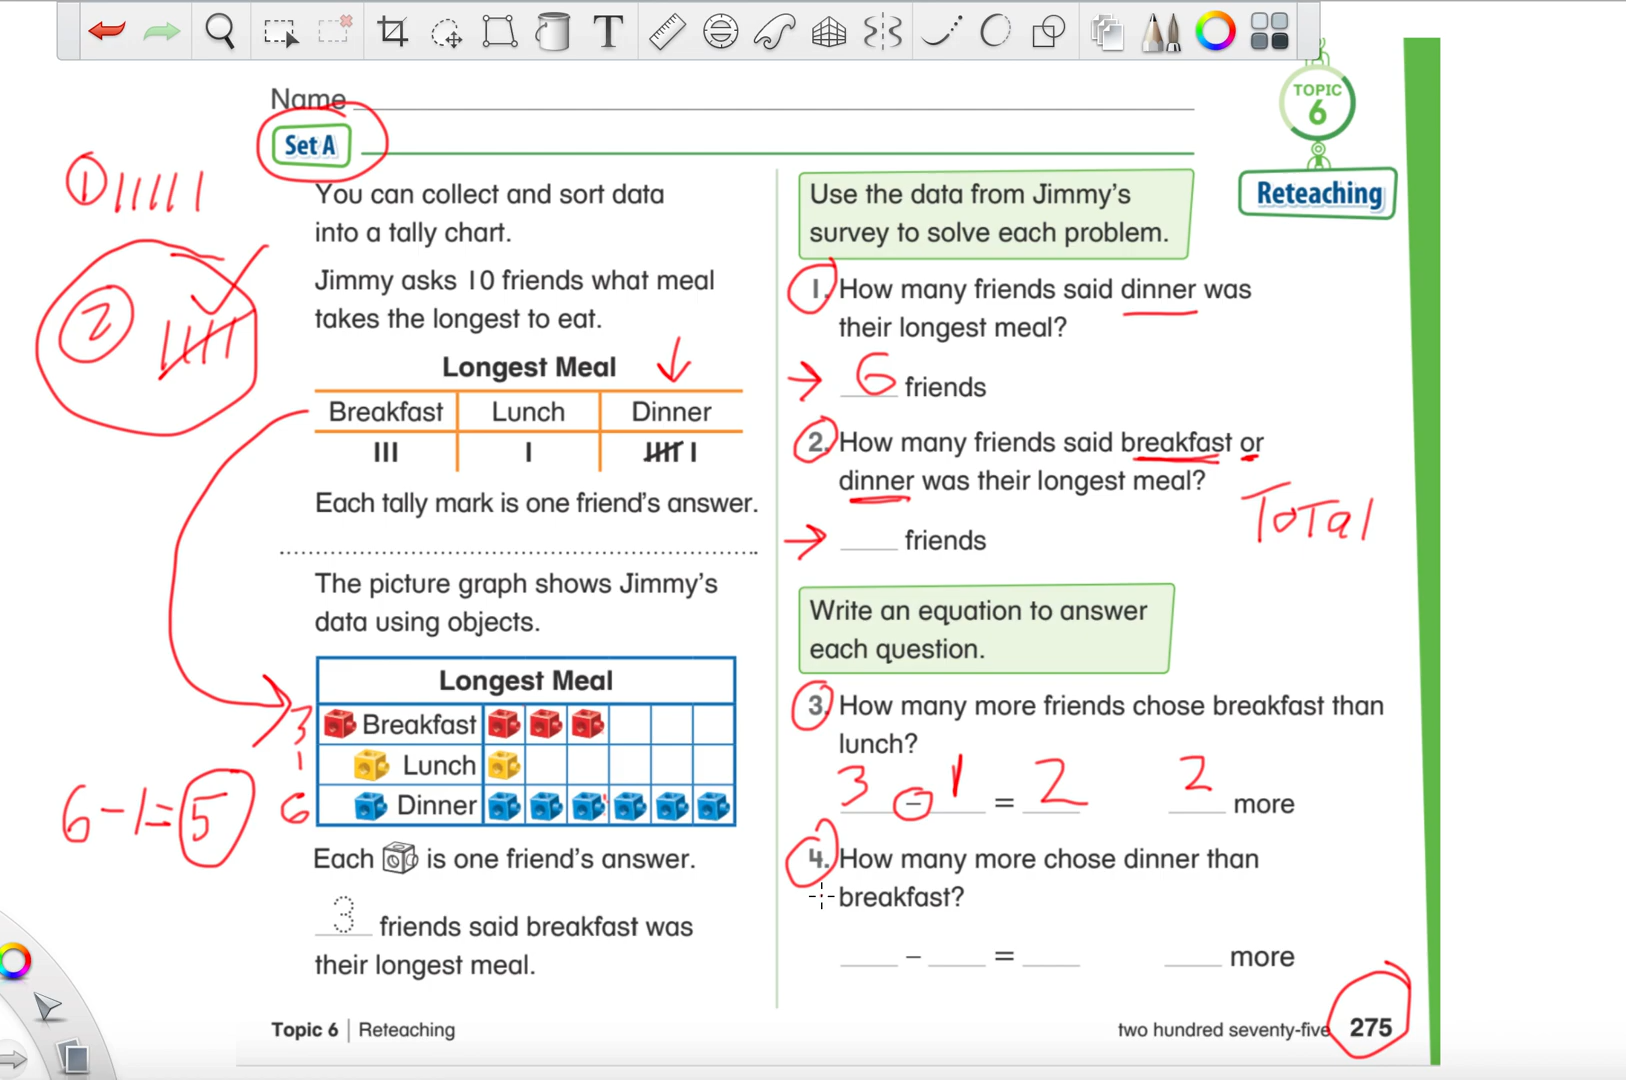 T
Name
TOPIC
6
Set A
Reteaching
1
2
You can collect and sort data
into a tally chart.
Jimmy asks 10 friends what meal
takes the longest to eat.
Longest Meal
Breakfast Lunch Dinner
Each tally mark is one friend's answer.
The picture graph shows Jimmy's
data using objects.
Longest Meal
3 Breakfast
1 Lunch
6 Dinner
6 - 1 = 5
Each is one friend's answer.
3 friends said breakfast was
their longest meal.
Use the data from Jimmy's
survey to solve each problem.
1. How many friends said dinner was
their longest meal?
6 friends
2. How many friends said breakfast or
dinner was their longest meal?
TOTal
friends
Write an equation to answer
each question.
3. How many more friends chose breakfast than
lunch?
3 - 1 = 2 2 more
4. How many more chose dinner than
breakfast?
- = more
Topic 6 | Reteaching
two hundred seventy-five 275